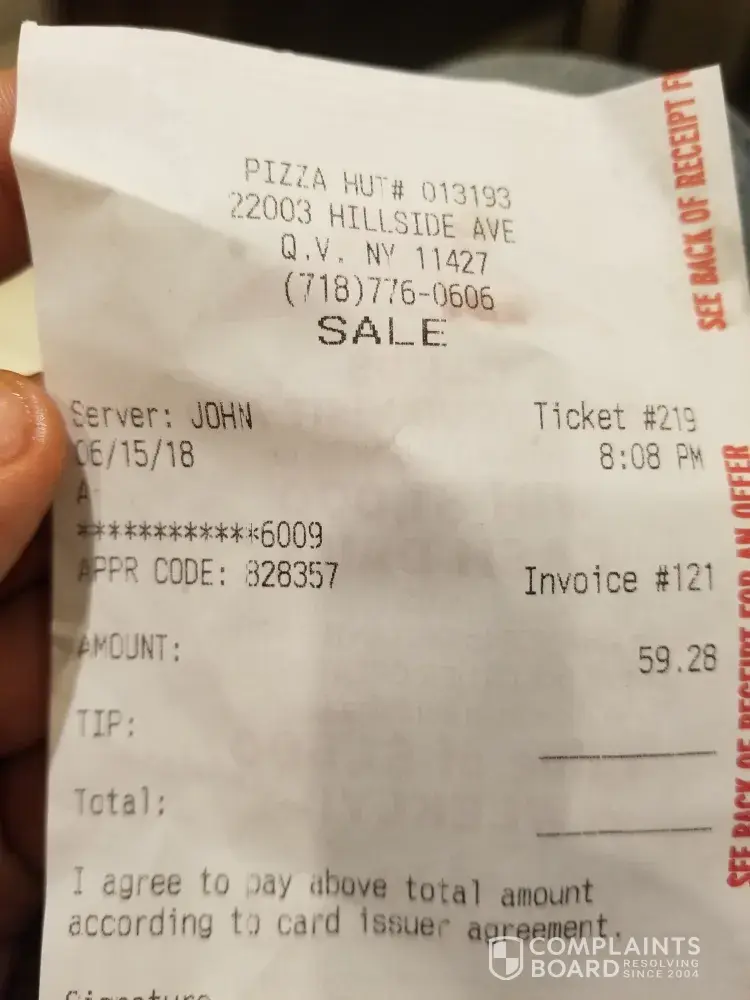 PIZZA HUT# 013193
22003 HILLSIDE AVE
Q.V. NY 11427
(718)776-0606
SALE
Server: JOHN Ticket #219
06/15/18 8:08 PM
A
************6009
APPR CODE: 828357 Invoice #121
AMOUNT: 59.28
TIP:
Total:
I agree to pay above total amount
according to card issuer agreement.
Signature
SEE BACK OF RECEIPT
SEE BACK OF RECEIPT FOR AN OFFER
COMPLAINTS
BOARD RESOLVING
SINCE 2004